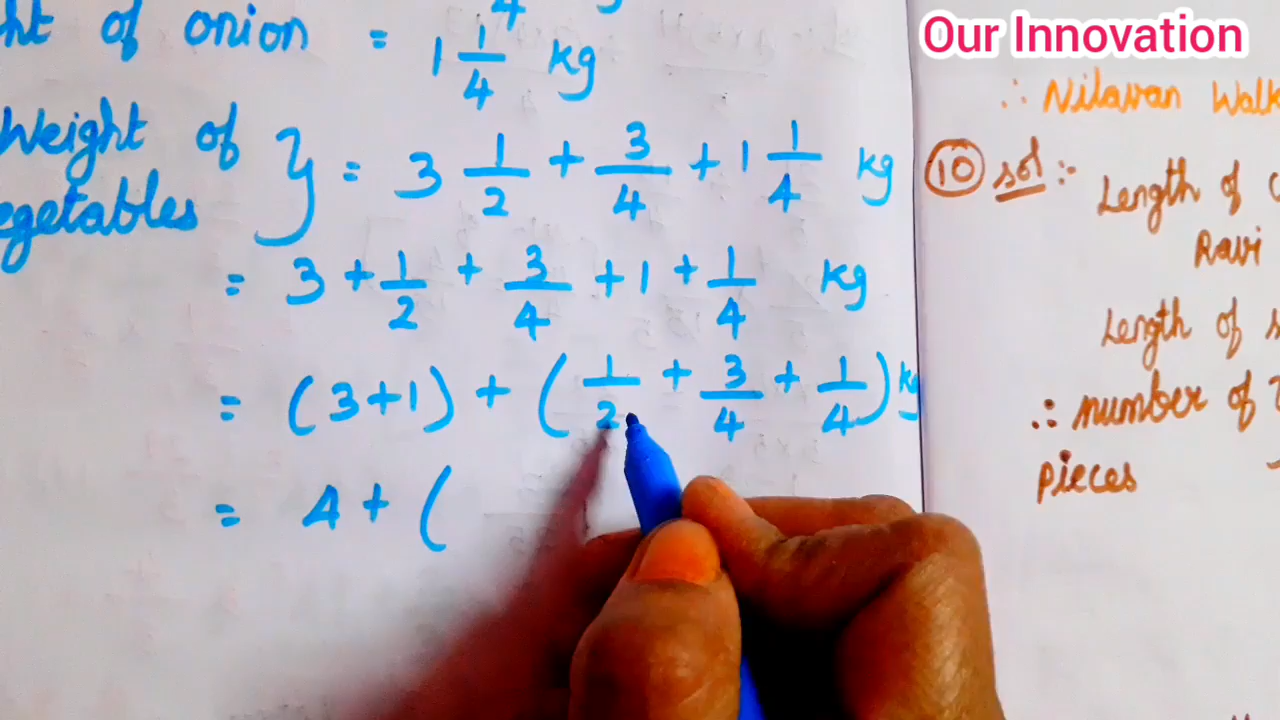 Our Innovation
of onion = 1 1/4 kg
Weight of
vegetables } = 3 1/2 + 3/4 + 1 1/4 kg
= 3 + 1/2 + 3/4 + 1 + 1/4 kg
= (3+1) + (1/2 + 3/4 + 1/4) kg
= 4 + (
∴ Nilavan Walk
10 sol :-
Length of
Ravi
Length of
∴ number of
pieces